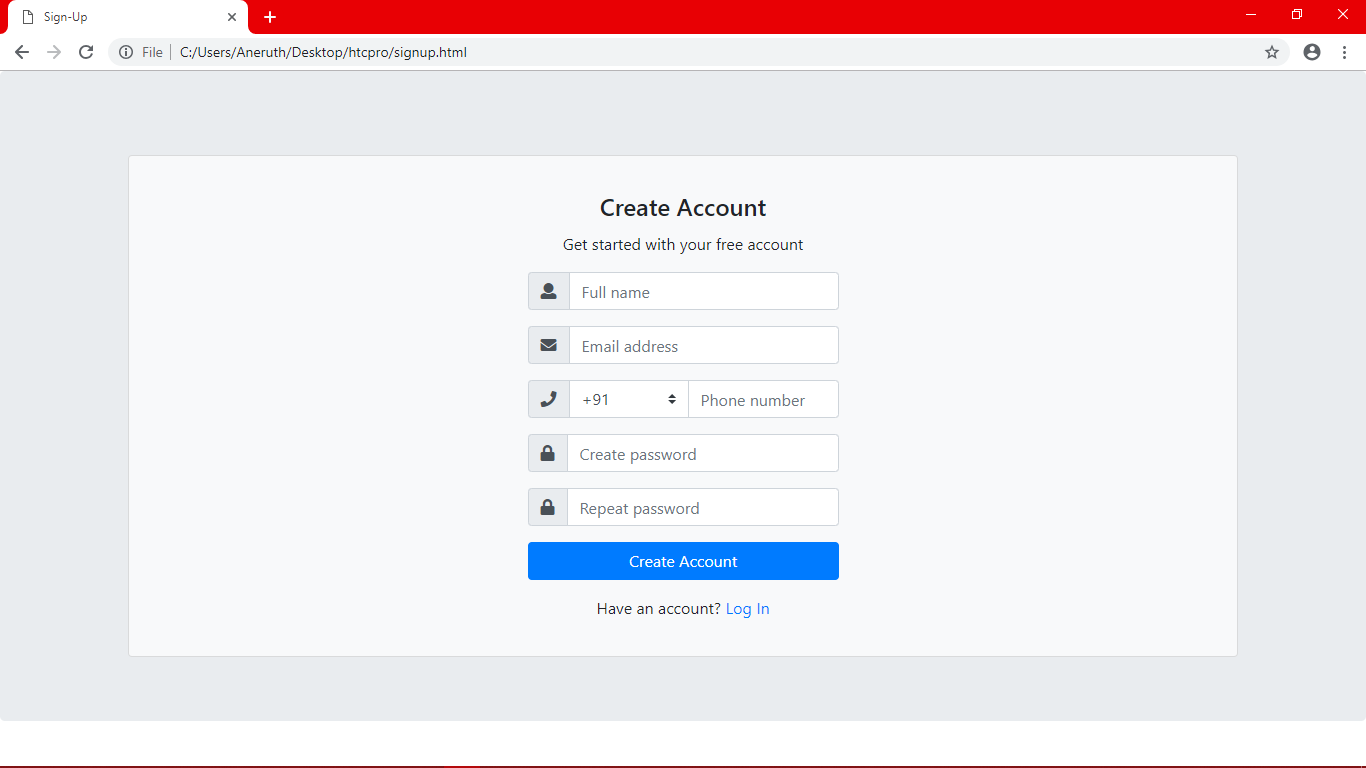 Sign-Up
File C:/Users/Aneruth/Desktop/htcpro/signup.html
Create Account
Get started with your free account
Full name
Email address
+91 Phone number
Create password
Repeat password
Create Account
Have an account? Log In